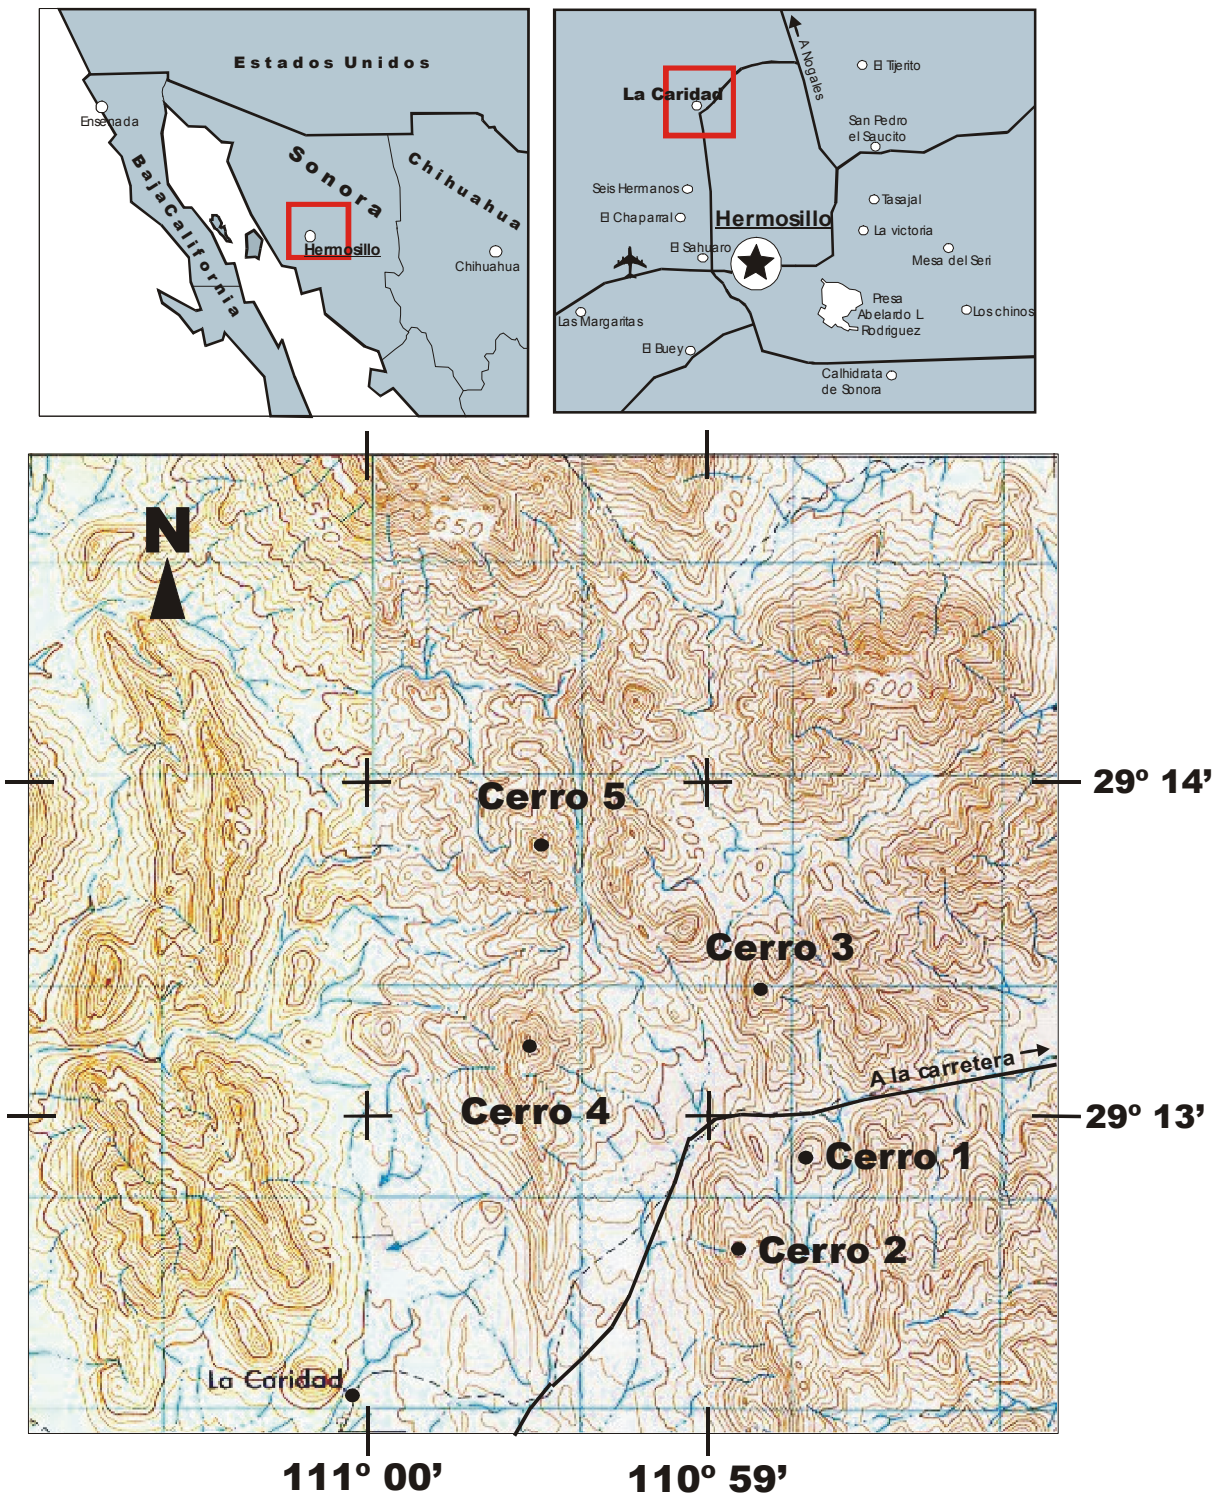 Estados Unidos
Ensenada
Baja California
Sonora
Chihuahua
Hermosillo
Chihuahua
A Nogales
El Tijerito
La Caridad
San Pedro
el Saucito
Seis Hermanos
Tasajal
El Chaparral
Hermosillo
La victoria
El Sahuaro
Mesa del Seri
Las Margaritas
Presa
Abelardo L
Rodriguez
Los chinos
El Buey
Calhidrata
de Sonora
N
550
650
500
600
29º 14’
Cerro 5
500
500
Cerro 3
A la carretera
Cerro 4
29º 13’
Cerro 1
Cerro 2
La Caridad
111º 00’
110º 59’